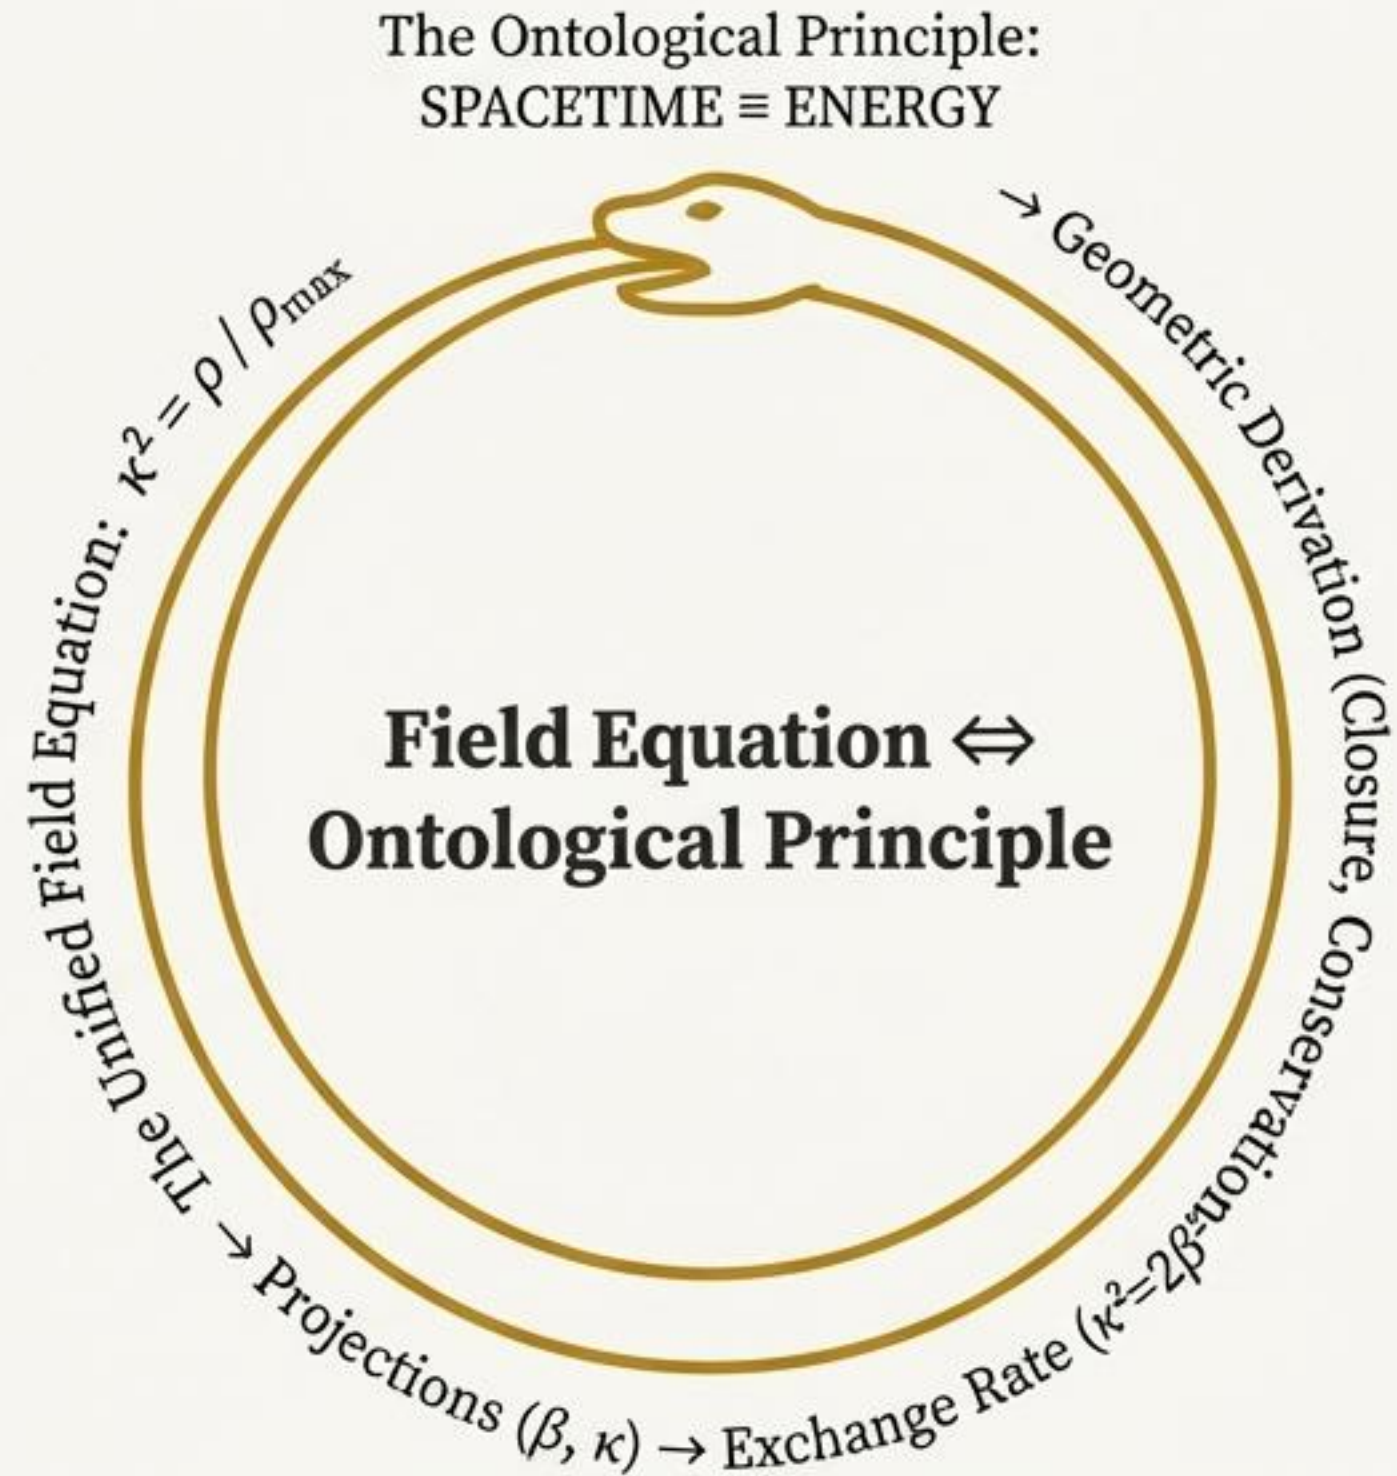 The Ontological Principle:
SPACETIME ≡ ENERGY
→ Geometric Derivation (Closure, Conservation
Exchange Rate (κ²=2β²
→ Projections (β, κ) →
The Unified Field Equation: κ² = ρ / ρmax
Field Equation ⇔
Ontological Principle